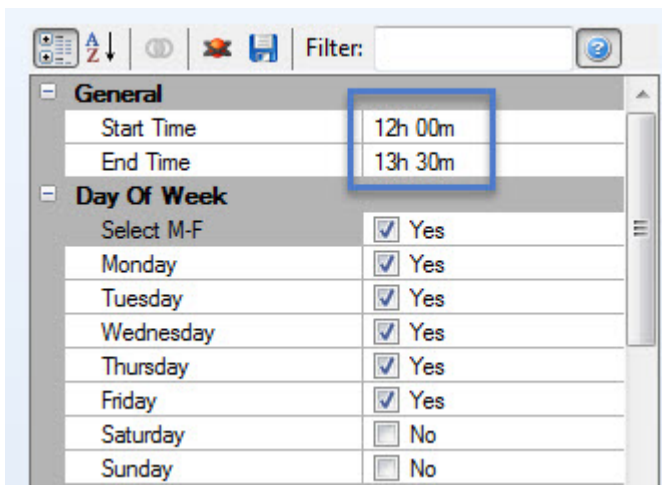 A Z Filter:
General
Start Time 12h 00m
End Time 13h 30m
Day Of Week
Select M-F Yes
Monday Yes
Tuesday Yes
Wednesday Yes
Thursday Yes
Friday Yes
Saturday No
Sunday No